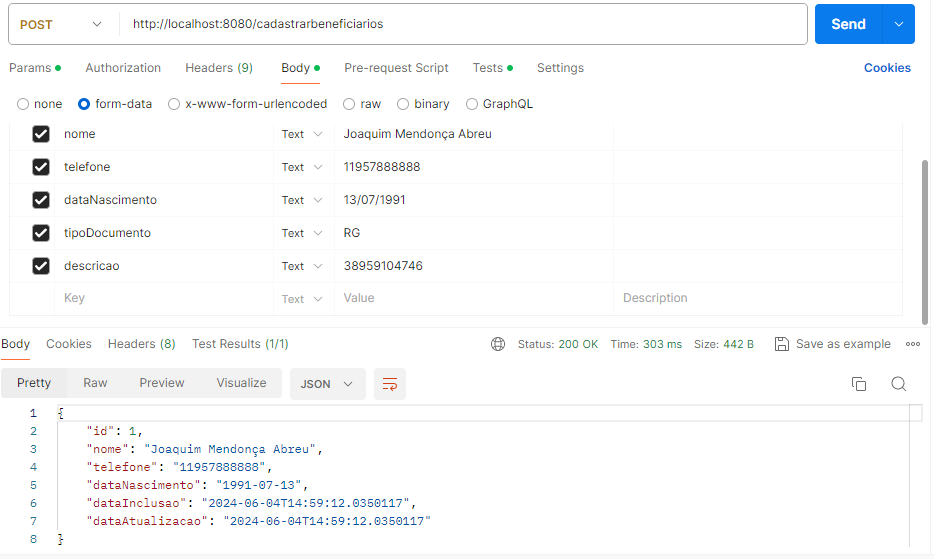 POST http://localhost:8080/cadastrarbeneficiarios Send
Params Authorization Headers (9) Body Pre-request Script Tests Settings Cookies
none form-data x-www-form-urlencoded raw binary GraphQL
nome Text Joaquim Mendonça Abreu
telefone Text 11957888888
dataNascimento Text 13/07/1991
tipoDocumento Text RG
descricao Text 38959104746
Key Text Value Description
Body Cookies Headers (8) Test Results (1/1) Status: 200 OK Time: 303 ms Size: 442 B Save as example
Pretty Raw Preview Visualize JSON
1 {
2 "id": 1,
3 "nome": "Joaquim Mendonça Abreu",
4 "telefone": "11957888888",
5 "dataNascimento": "1991-07-13",
6 "dataInclusao": "2024-06-04T14:59:12.0350117",
7 "dataAtualizacao": "2024-06-04T14:59:12.0350117"
8 }